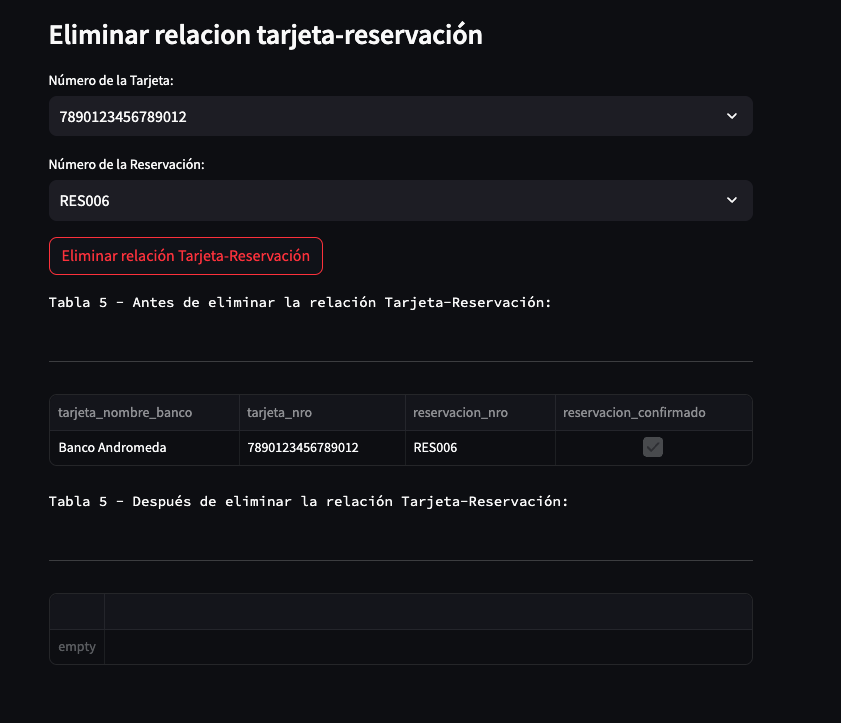 Eliminar relacion tarjeta-reservación
Número de la Tarjeta:
7890123456789012
Número de la Reservación:
RES006
Eliminar relación Tarjeta-Reservación
Tabla 5 - Antes de eliminar la relación Tarjeta-Reservación:
tarjeta_nombre_banco tarjeta_nro reservacion_nro reservacion_confirmado
Banco Andromeda 7890123456789012 RES006
Tabla 5 - Después de eliminar la relación Tarjeta-Reservación:
empty